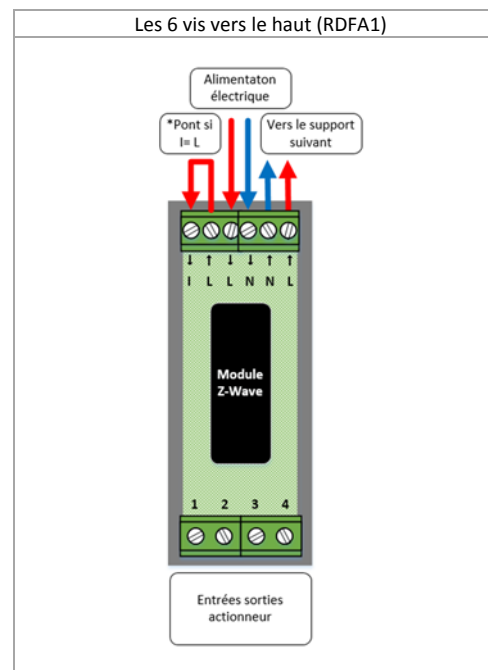 Les 6 vis vers le haut (RDFA1)
Alimentaton
électrique
*Pont si
I= L
Vers le support
suivant
↓ ↑ ↓ ↓ ↑ ↑
I L L N N L
Module
Z-Wave
1 2 3 4
Entrées sorties
actionneur